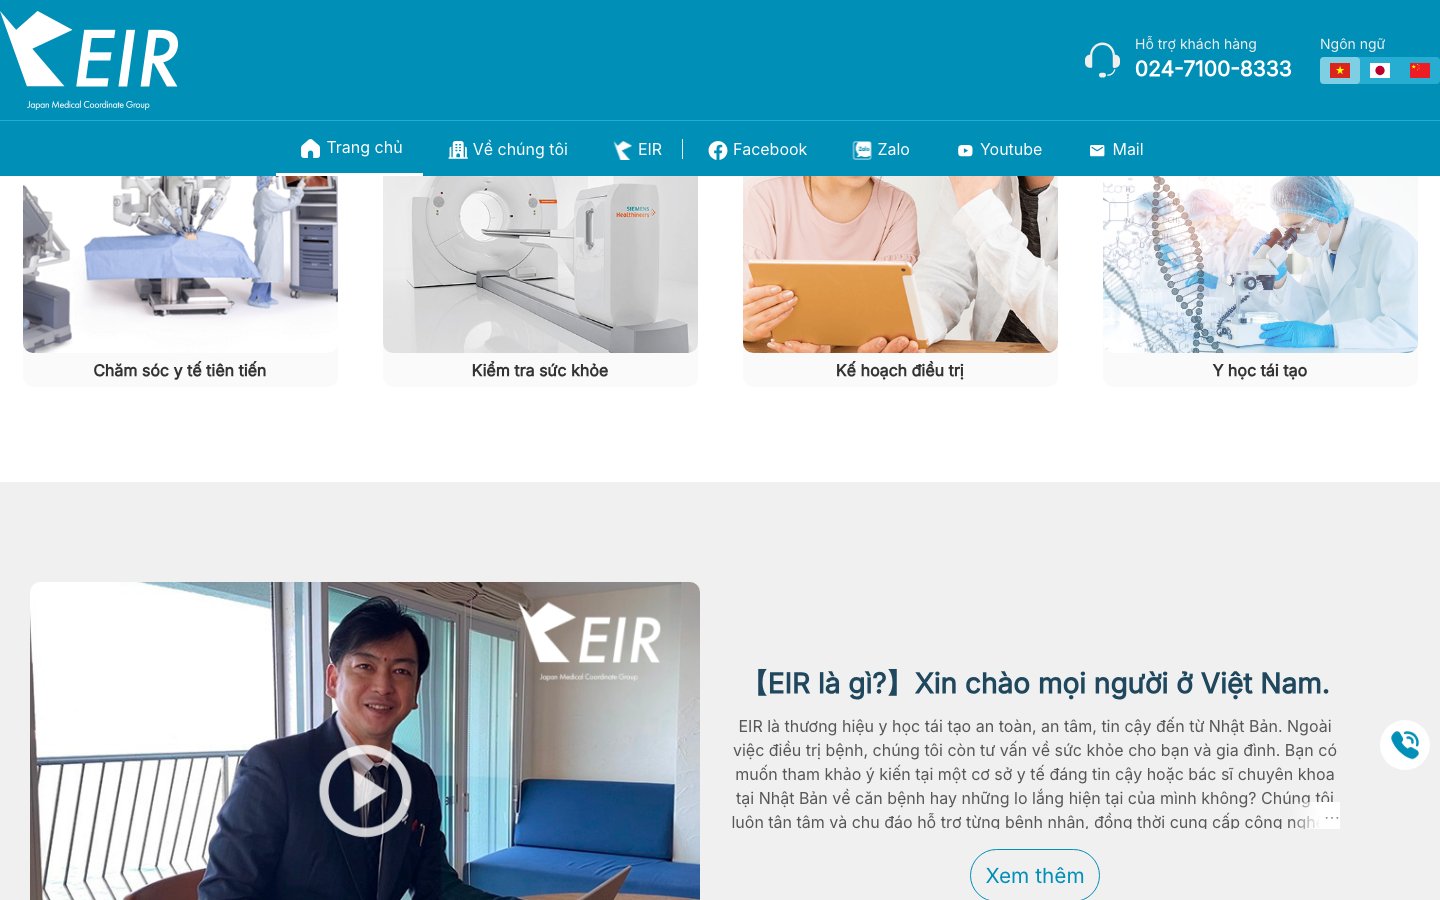 EIR
Japan Medical Coordinate Group
Hỗ trợ khách hàng
024-7100-8333
Ngôn ngữ
Trang chủ
Về chúng tôi
EIR
Facebook
Zalo
Youtube
Mail
SIEMENS
Healthineers
Chăm sóc y tế tiên tiến
Kiểm tra sức khỏe
Kế hoạch điều trị
Y học tái tạo
EIR
Japan Medical Coordinate Group
【EIR là gì?】Xin chào mọi người ở Việt Nam.
EIR là thương hiệu y học tái tạo an toàn, an tâm, tin cậy đến từ Nhật Bản. Ngoài
việc điều trị bệnh, chúng tôi còn tư vấn về sức khỏe cho bạn và gia đình. Bạn có
muốn tham khảo ý kiến tại một cơ sở y tế đáng tin cậy hoặc bác sĩ chuyên khoa
tại Nhật Bản về căn bệnh hay những lo lắng hiện tại của mình không? Chúng tôi
luôn tận tâm và chu đáo hỗ trợ từng bệnh nhân, đồng thời cung cấp công nghệ...
Xem thêm